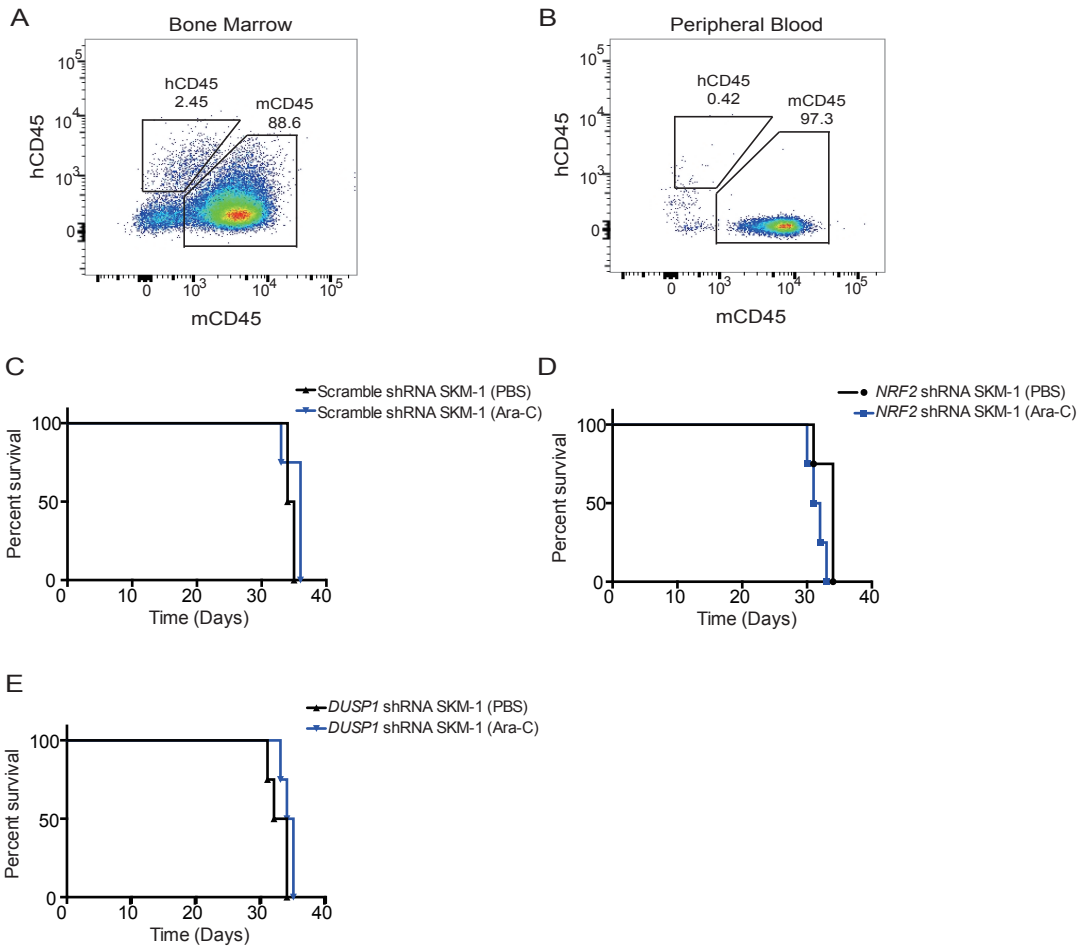 A
Bone Marrow
10^5
10^4
10^3
0
hCD45
hCD45
2.45
mCD45
88.6
0
10^3
10^4
10^5
mCD45
B
Peripheral Blood
10^5
10^4
10^3
0
hCD45
hCD45
0.42
mCD45
97.3
0
10^3
10^4
10^5
mCD45
C
Scramble shRNA SKM-1 (PBS)
Scramble shRNA SKM-1 (Ara-C)
100
50
0
Percent survival
0 10 20 30 40
Time (Days)
D
NRF2 shRNA SKM-1 (PBS)
NRF2 shRNA SKM-1 (Ara-C)
100
50
0
Percent survival
0 10 20 30 40
Time (Days)
E
DUSP1 shRNA SKM-1 (PBS)
DUSP1 shRNA SKM-1 (Ara-C)
100
50
0
Percent survival
0 10 20 30 40
Time (Days)